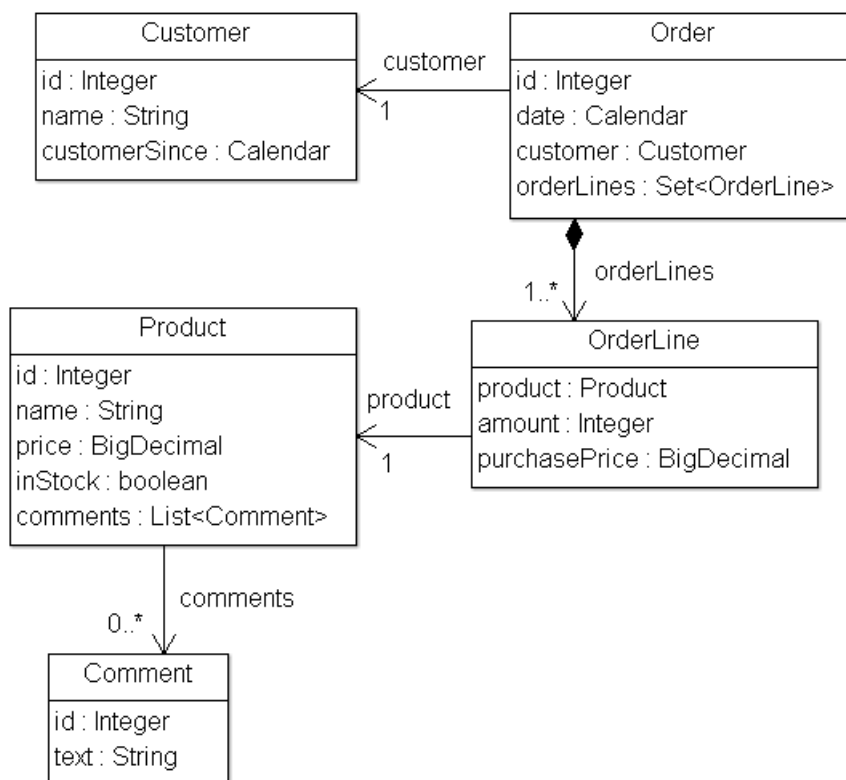 Customer
id : Integer
name : String
customerSince : Calendar
customer
1
Order
id : Integer
date : Calendar
customer : Customer
orderLines : Set<OrderLine>
orderLines
1..*
Product
id : Integer
name : String
price : BigDecimal
inStock : boolean
comments : List<Comment>
product
1
OrderLine
product : Product
amount : Integer
purchasePrice : BigDecimal
comments
0..*
Comment
id : Integer
text : String